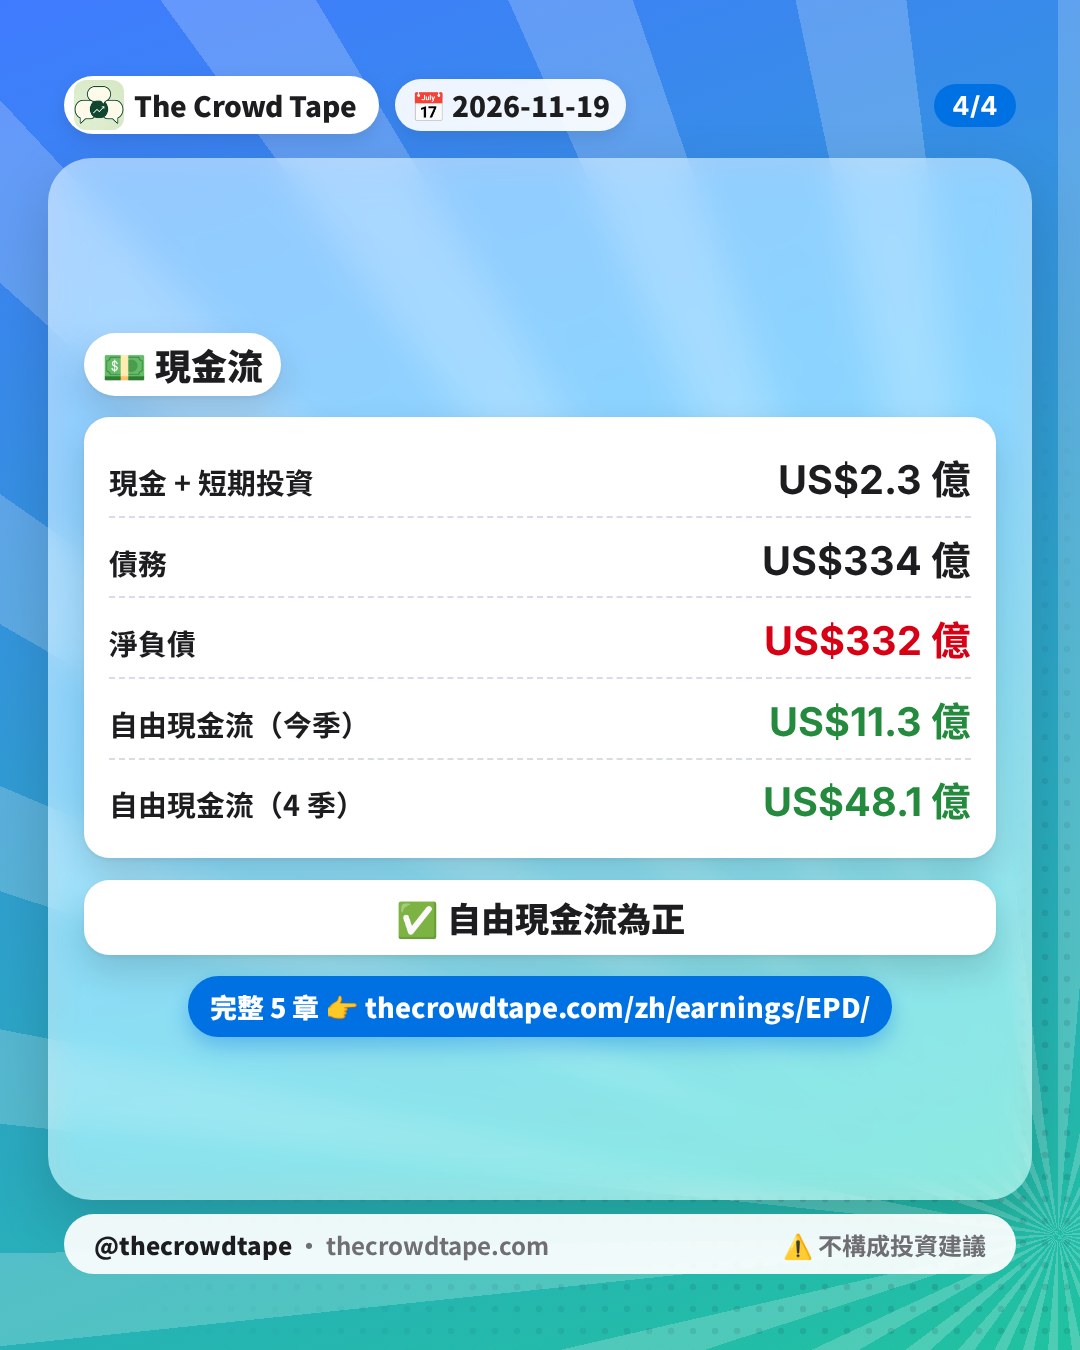 The Crowd Tape
📅 2026-11-19
4/4
💵 現金流
現金 + 短期投資 US$2.3 億
債務 US$334 億
淨負債 US$332 億
自由現金流（今季） US$11.3 億
自由現金流（4 季） US$48.1 億
✅ 自由現金流為正
完整 5 章 👉 thecrowdtape.com/zh/earnings/EPD/
@thecrowdtape • thecrowdtape.com
⚠️ 不構成投資建議